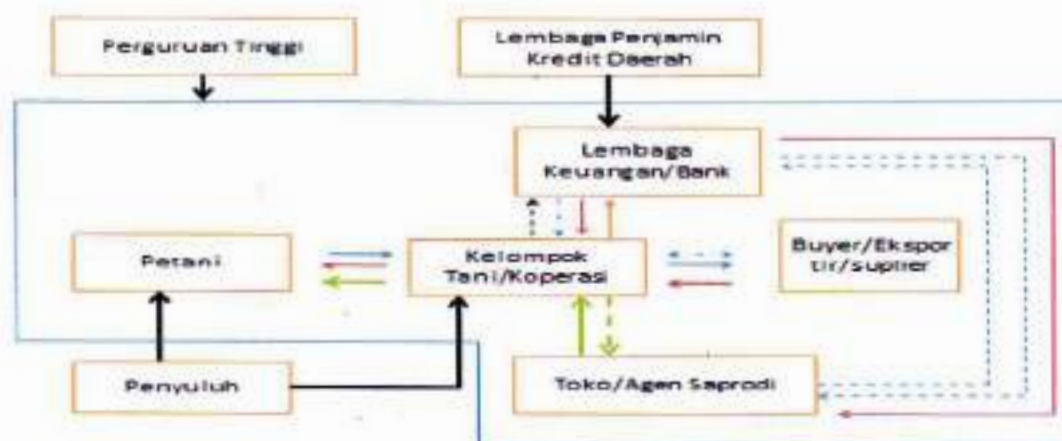 Perguruan Tinggi
Lembaga Penjamin
Kredit Daerah
Lembaga
Keuangan/Bank
Petani
Kelompok
Tani/Koperasi
Buyer/Ekspor
tir/suplier
Penyuluh
Toko/Agen Saprodi